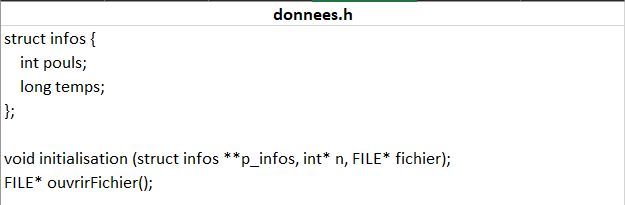 donnees.h
struct infos {
int pouls;
long temps;
};
void initialisation (struct infos **p_infos, int* n, FILE* fichier);
FILE* ouvrirFichier();